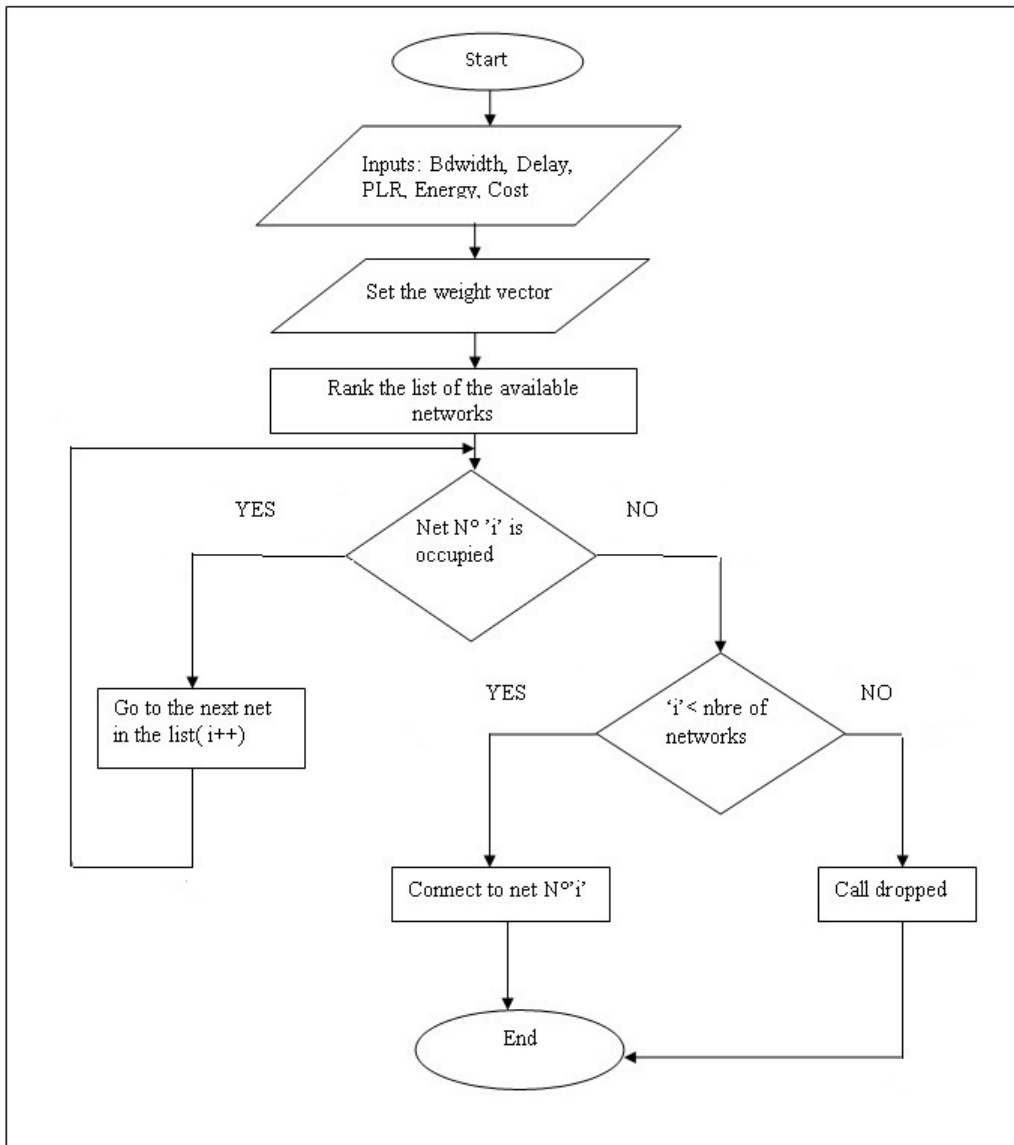 Start
Inputs: Bdwidth, Delay,
PLR, Energy, Cost
Set the weight vector
Rank the list of the available
networks
YES
NO
Net N° 'i' is
occupied
Go to the next net
in the list( i++)
YES
NO
'i'< nbre of
networks
Connect to net N°'i'
Call dropped
End